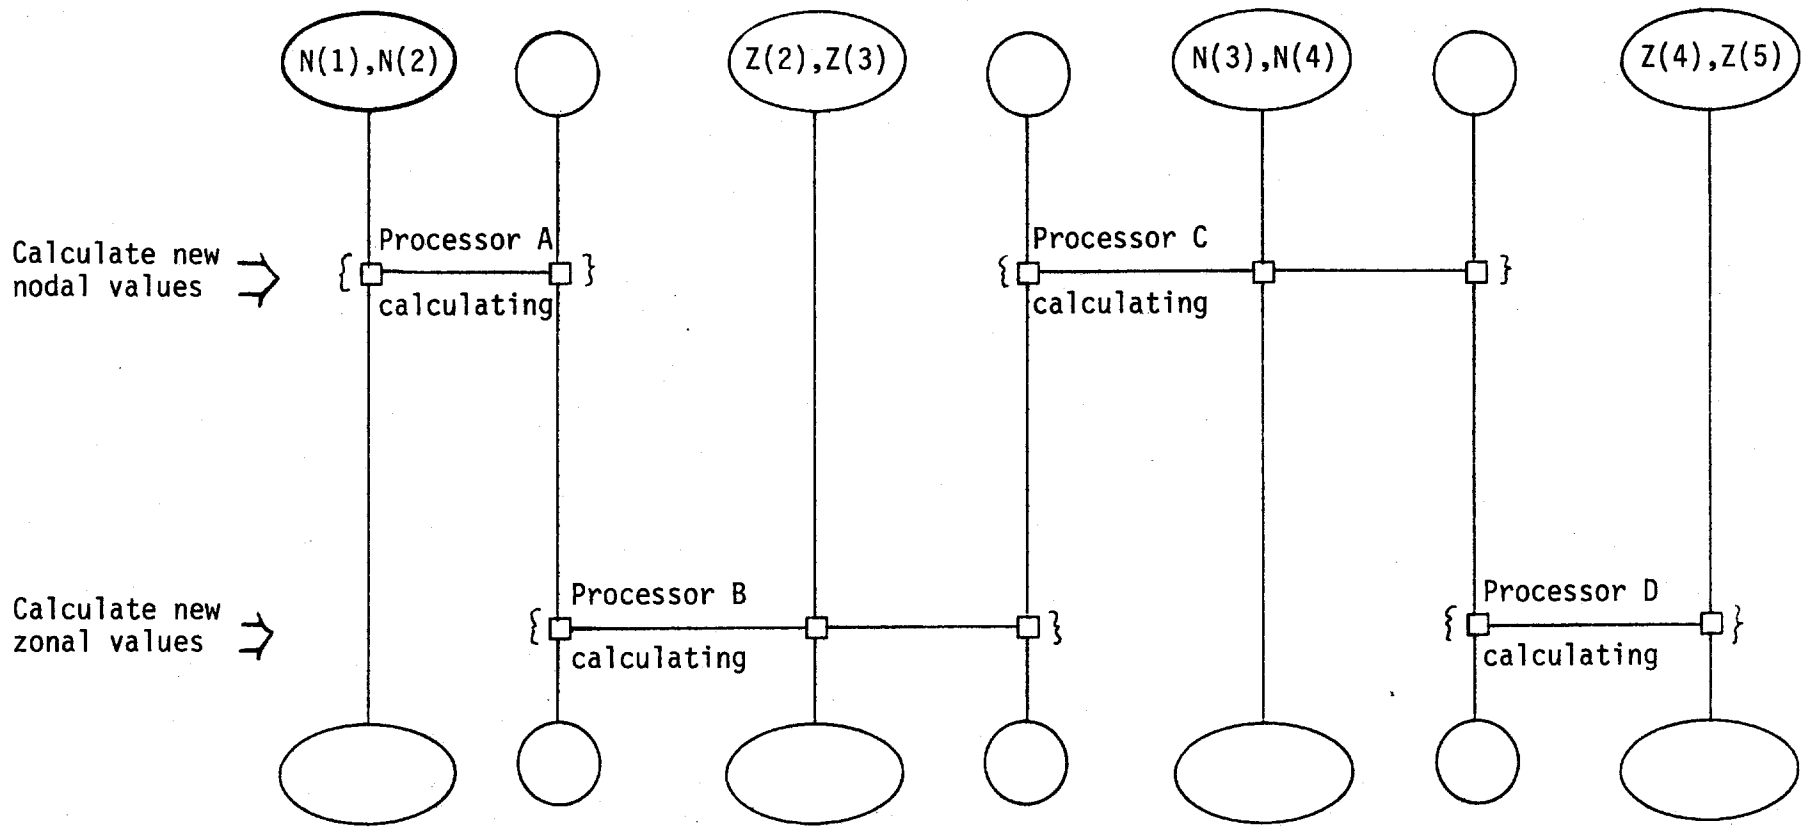 N(1),N(2)
Z(2),Z(3)
N(3),N(4)
Z(4),Z(5)
Calculate new
nodal values
Processor A
calculating
Processor C
calculating
Calculate new
zonal values
Processor B
calculating
Processor D
calculating